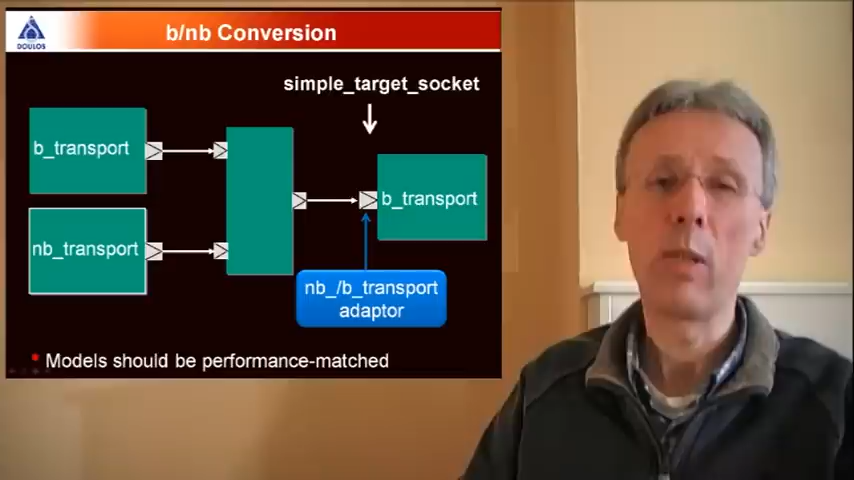 DOULOS
b/nb Conversion
simple_target_socket
b_transport
b_transport
nb_transport
nb_/b_transport
adaptor
Models should be performance-matched